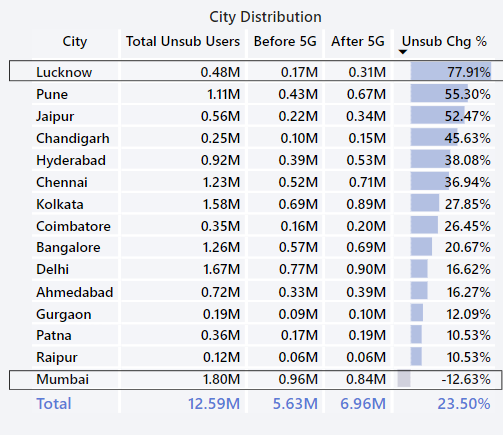 City Distribution
City Total Unsub Users Before 5G After 5G Unsub Chg %
Lucknow 0.48M 0.17M 0.31M 77.91%
Pune 1.11M 0.43M 0.67M 55.30%
Jaipur 0.56M 0.22M 0.34M 52.47%
Chandigarh 0.25M 0.10M 0.15M 45.63%
Hyderabad 0.92M 0.39M 0.53M 38.08%
Chennai 1.23M 0.52M 0.71M 36.94%
Kolkata 1.58M 0.69M 0.89M 27.85%
Coimbatore 0.35M 0.16M 0.20M 26.45%
Bangalore 1.26M 0.57M 0.69M 20.67%
Delhi 1.67M 0.77M 0.90M 16.62%
Ahmedabad 0.72M 0.33M 0.39M 16.27%
Gurgaon 0.19M 0.09M 0.10M 12.09%
Patna 0.36M 0.17M 0.19M 10.53%
Raipur 0.12M 0.06M 0.06M 10.53%
Mumbai 1.80M 0.96M 0.84M -12.63%
Total 12.59M 5.63M 6.96M 23.50%